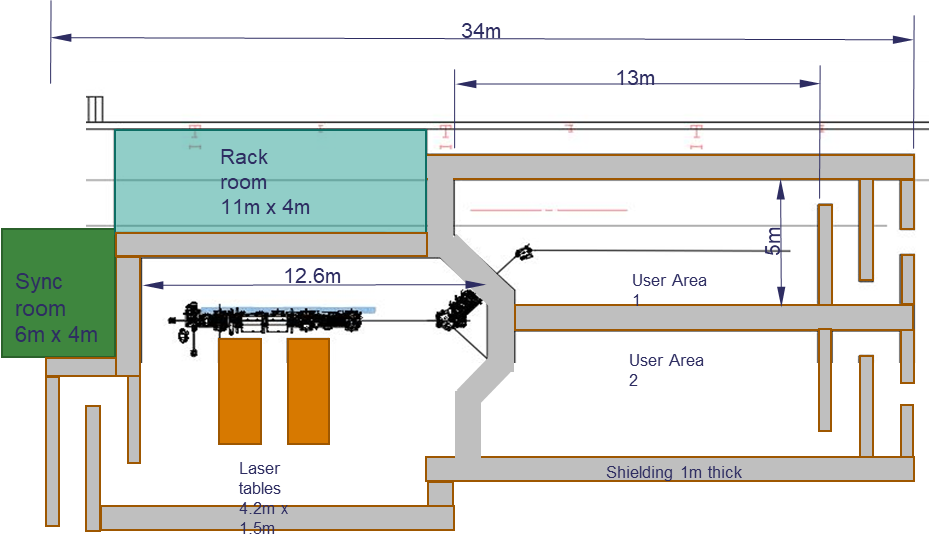 34m
13m
Rack
room
11m x 4m
5m
Sync
room
6m x 4m
12.6m
User Area
1
User Area
2
Laser
tables
4.2m x
1.5m
Shielding 1m thick